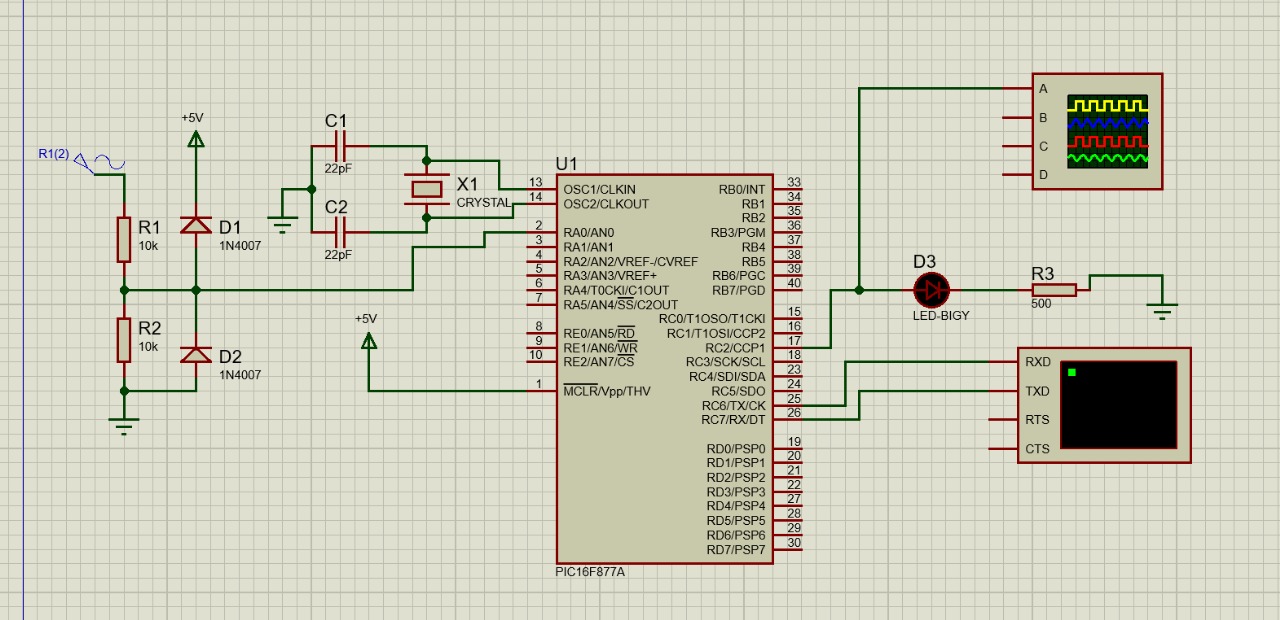 R1(2)
R1
10k
R2
10k
+5V
D1
1N4007
D2
1N4007
C1
22pF
C2
22pF
X1
CRYSTAL
+5V
U1
13 OSC1/CLKIN
14 OSC2/CLKOUT
2 RA0/AN0
3 RA1/AN1
4 RA2/AN2/VREF-/CVREF
5 RA3/AN3/VREF+
6 RA4/T0CKI/C1OUT
7 RA5/AN4/SS/C2OUT
8 RE0/AN5/RD
9 RE1/AN6/WR
10 RE2/AN7/CS
1 MCLR/Vpp/THV
RB0/INT 33
RB1 34
RB2 35
RB3/PGM 36
RB4 37
RB5 38
RB6/PGC 39
RB7/PGD 40
RC0/T1OSO/T1CKI 15
RC1/T1OSI/CCP2 16
RC2/CCP1 17
RC3/SCK/SCL 18
RC4/SDI/SDA 23
RC5/SDO 24
RC6/TX/CK 25
RC7/RX/DT 26
RD0/PSP0 19
RD1/PSP1 20
RD2/PSP2 21
RD3/PSP3 22
RD4/PSP4 27
RD5/PSP5 28
RD6/PSP6 29
RD7/PSP7 30
PIC16F877A
A
B
C
D
D3
LED-BIGY
R3
500
RXD
TXD
RTS
CTS